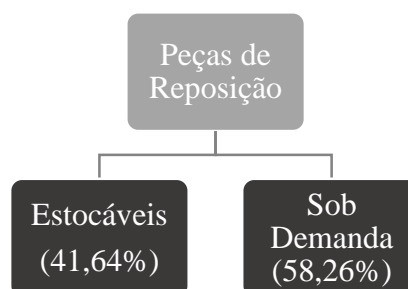 Peças de
Reposição
Estocáveis
(41,64%)
Sob
Demanda
(58,26%)